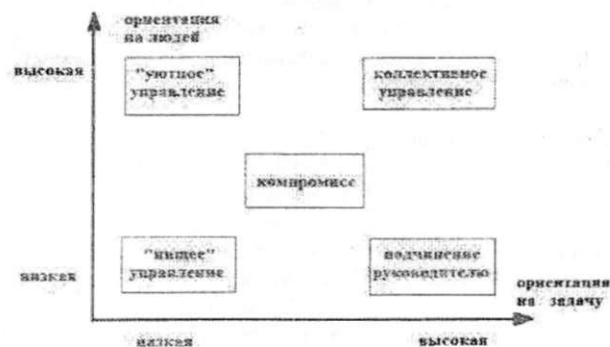 ориентация
на людей
высокая
"уютное"
управление
коллективное
управление
компромисс
"нищее"
управление
подчинение
руководителю
низкая
ориентация
на задачу
низкая
высокая